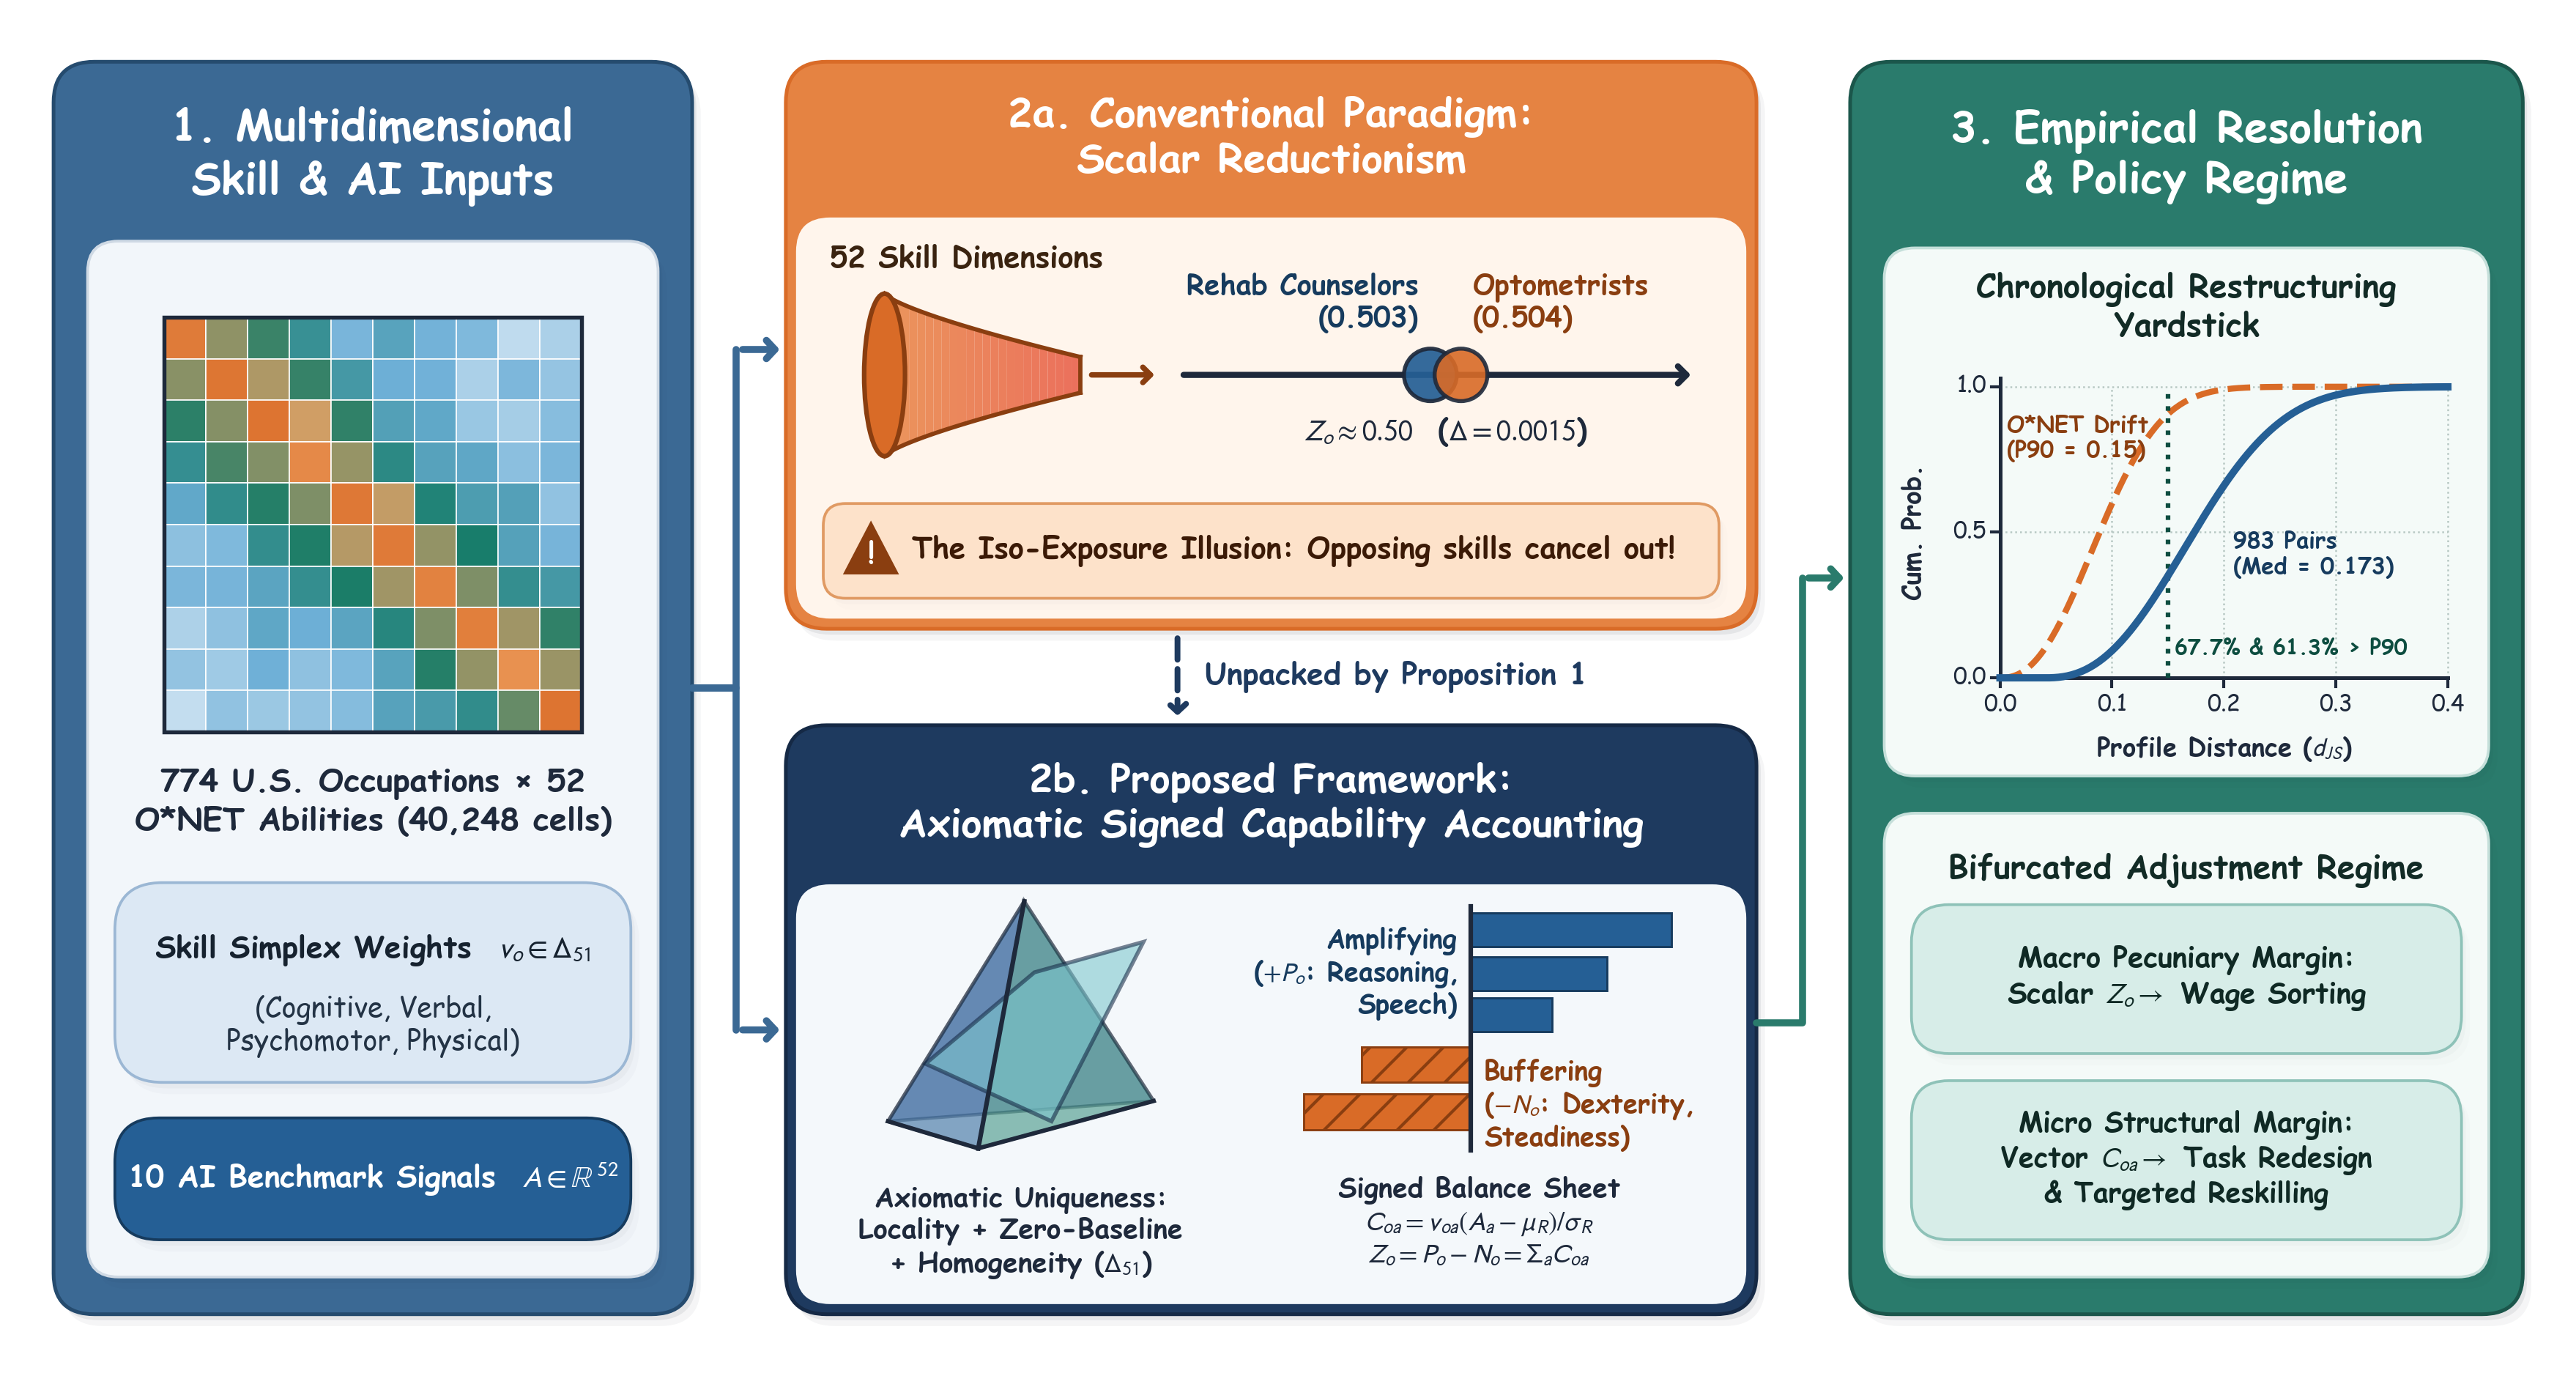 1. Multidimensional
Skill & AI Inputs
774 U.S. Occupations × 52
O*NET Abilities (40,248 cells)
Skill Simplex Weights vₒ ∈ Δ₅₁
(Cognitive, Verbal,
Psychomotor, Physical)
10 AI Benchmark Signals A ∈ ℝ⁵²
2a. Conventional Paradigm:
Scalar Reductionism
52 Skill Dimensions
Rehab Counselors
(0.503)
Optometrists
(0.504)
Zₒ ≈ 0.50 (Δ = 0.0015)
! The Iso-Exposure Illusion: Opposing skills cancel out!
Unpacked by Proposition 1
2b. Proposed Framework:
Axiomatic Signed Capability Accounting
Axiomatic Uniqueness:
Locality + Zero-Baseline
+ Homogeneity (Δ₅₁)
Amplifying
(+Pₒ: Reasoning,
Speech)
Buffering
(−Nₒ: Dexterity,
Steadiness)
Signed Balance Sheet
Cₒₐ = vₒₐ(Aₐ − μ_R)/σ_R
Zₒ = Pₒ − Nₒ = ΣₐCₒₐ
3. Empirical Resolution
& Policy Regime
Chronological Restructuring
Yardstick
Cum. Prob.
1.0
0.5
0.0
O*NET Drift
(P90 = 0.15)
983 Pairs
(Med = 0.173)
67.7% & 61.3% > P90
0.0 0.1 0.2 0.3 0.4
Profile Distance (d_JS)
Bifurcated Adjustment Regime
Macro Pecuniary Margin:
Scalar Zₒ → Wage Sorting
Micro Structural Margin:
Vector Cₒₐ → Task Redesign
& Targeted Reskilling